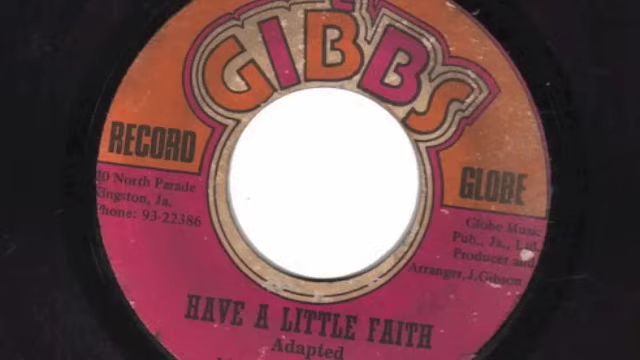 GIBBS
RECORD
GLOBE
20 North Parade
Kingston, Ja.
Phone: 93-22386
Globe Music
Pub., Ja., Ltd.
Producer and
Arranger, J. Gibson
HAVE A LITTLE FAITH
Adapted